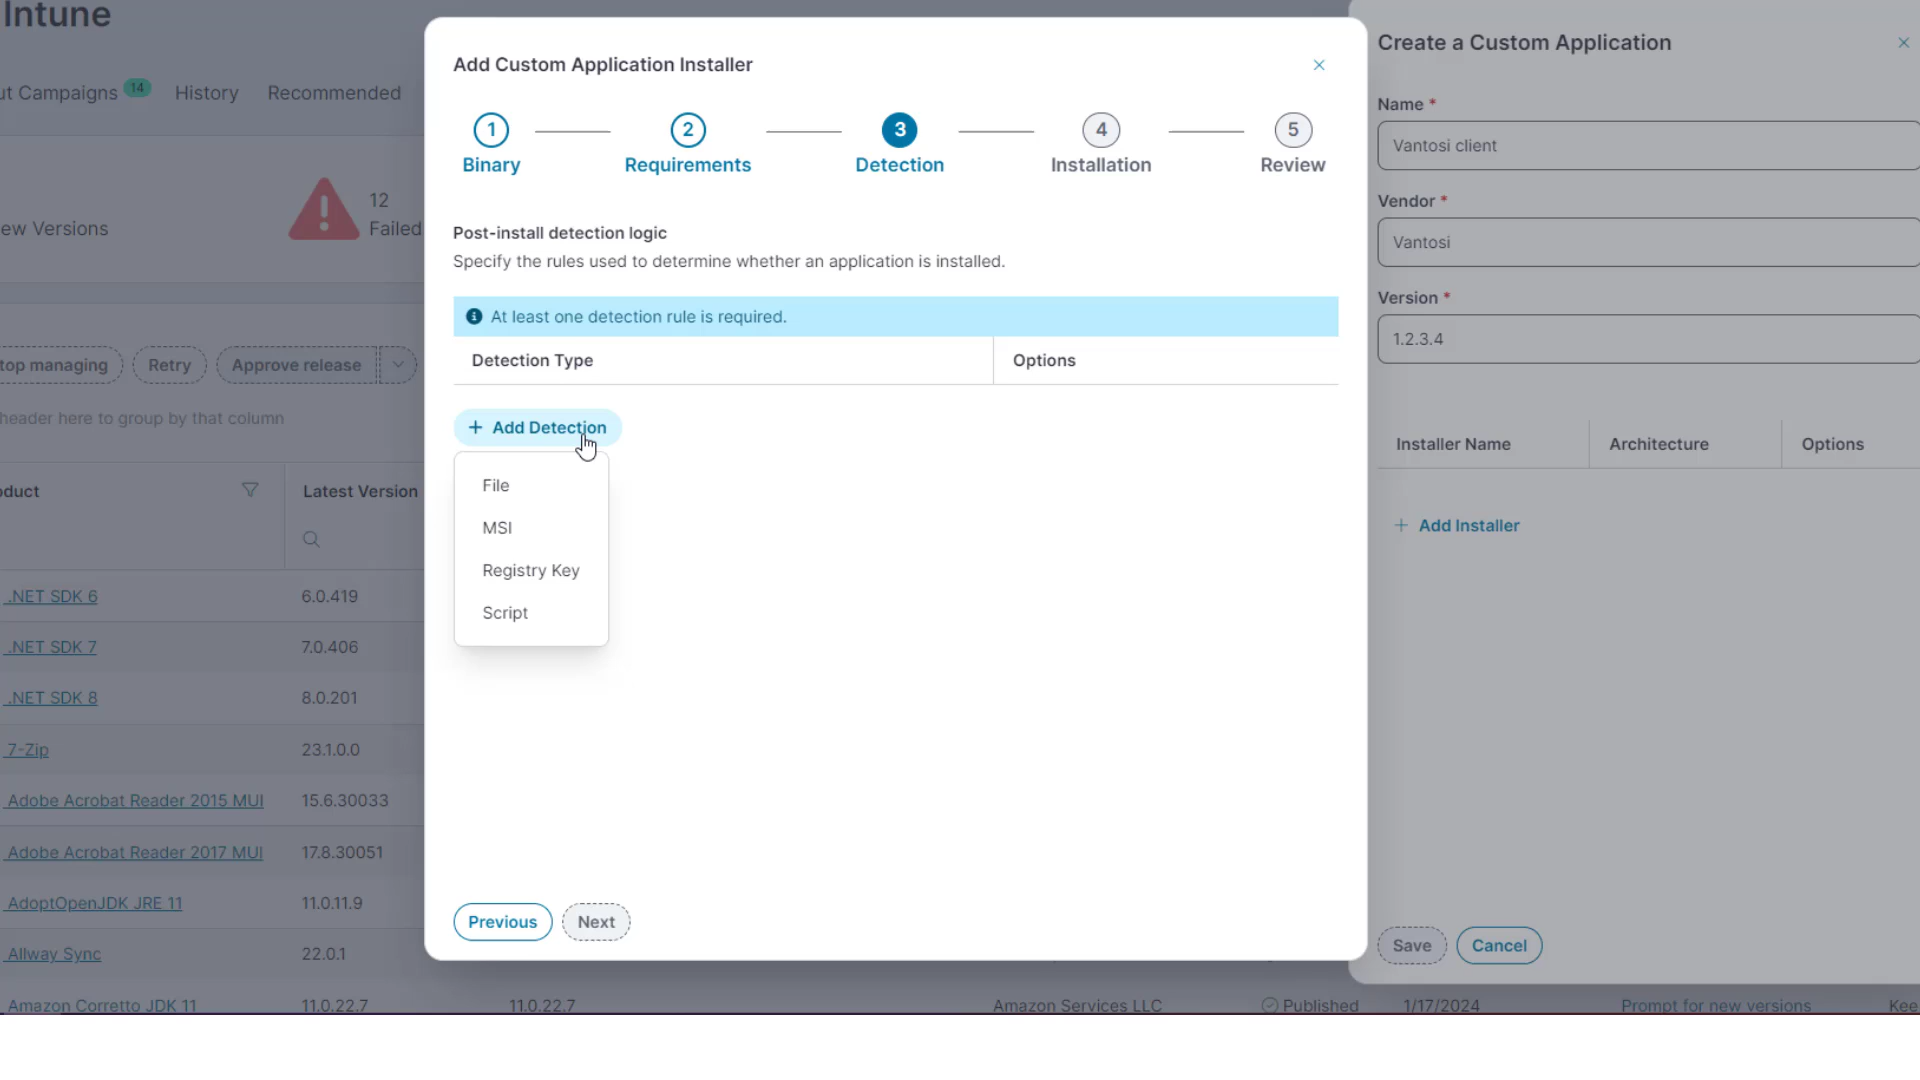 Intune
Campaigns 14 History Recommended
ew Versions
12
Failed
top managing Retry Approve release
header here to group by that column
Latest Version
.NET SDK 6 6.0.419
.NET SDK 7 7.0.406
.NET SDK 8 8.0.201
7-Zip 23.1.0.0
Adobe Acrobat Reader 2015 MUI 15.6.30033
Adobe Acrobat Reader 2017 MUI 17.8.30051
AdoptOpenJDK JRE 11 11.0.11.9
Allway Sync 22.0.1
Amazon Corretto JDK 11 11.0.22.7 11.0.22.7 Amazon Services LLC Published 1/17/2024 Prompt for new versions Kee
Add Custom Application Installer
1 2 3 4 5
Binary Requirements Detection Installation Review
Post-install detection logic
Specify the rules used to determine whether an application is installed.
At least one detection rule is required.
Detection Type Options
+ Add Detection
File
MSI
Registry Key
Script
Previous Next
Create a Custom Application
Name *
Vantosi client
Vendor *
Vantosi
Version *
1.2.3.4
Installer Name Architecture Options
+ Add Installer
Save Cancel